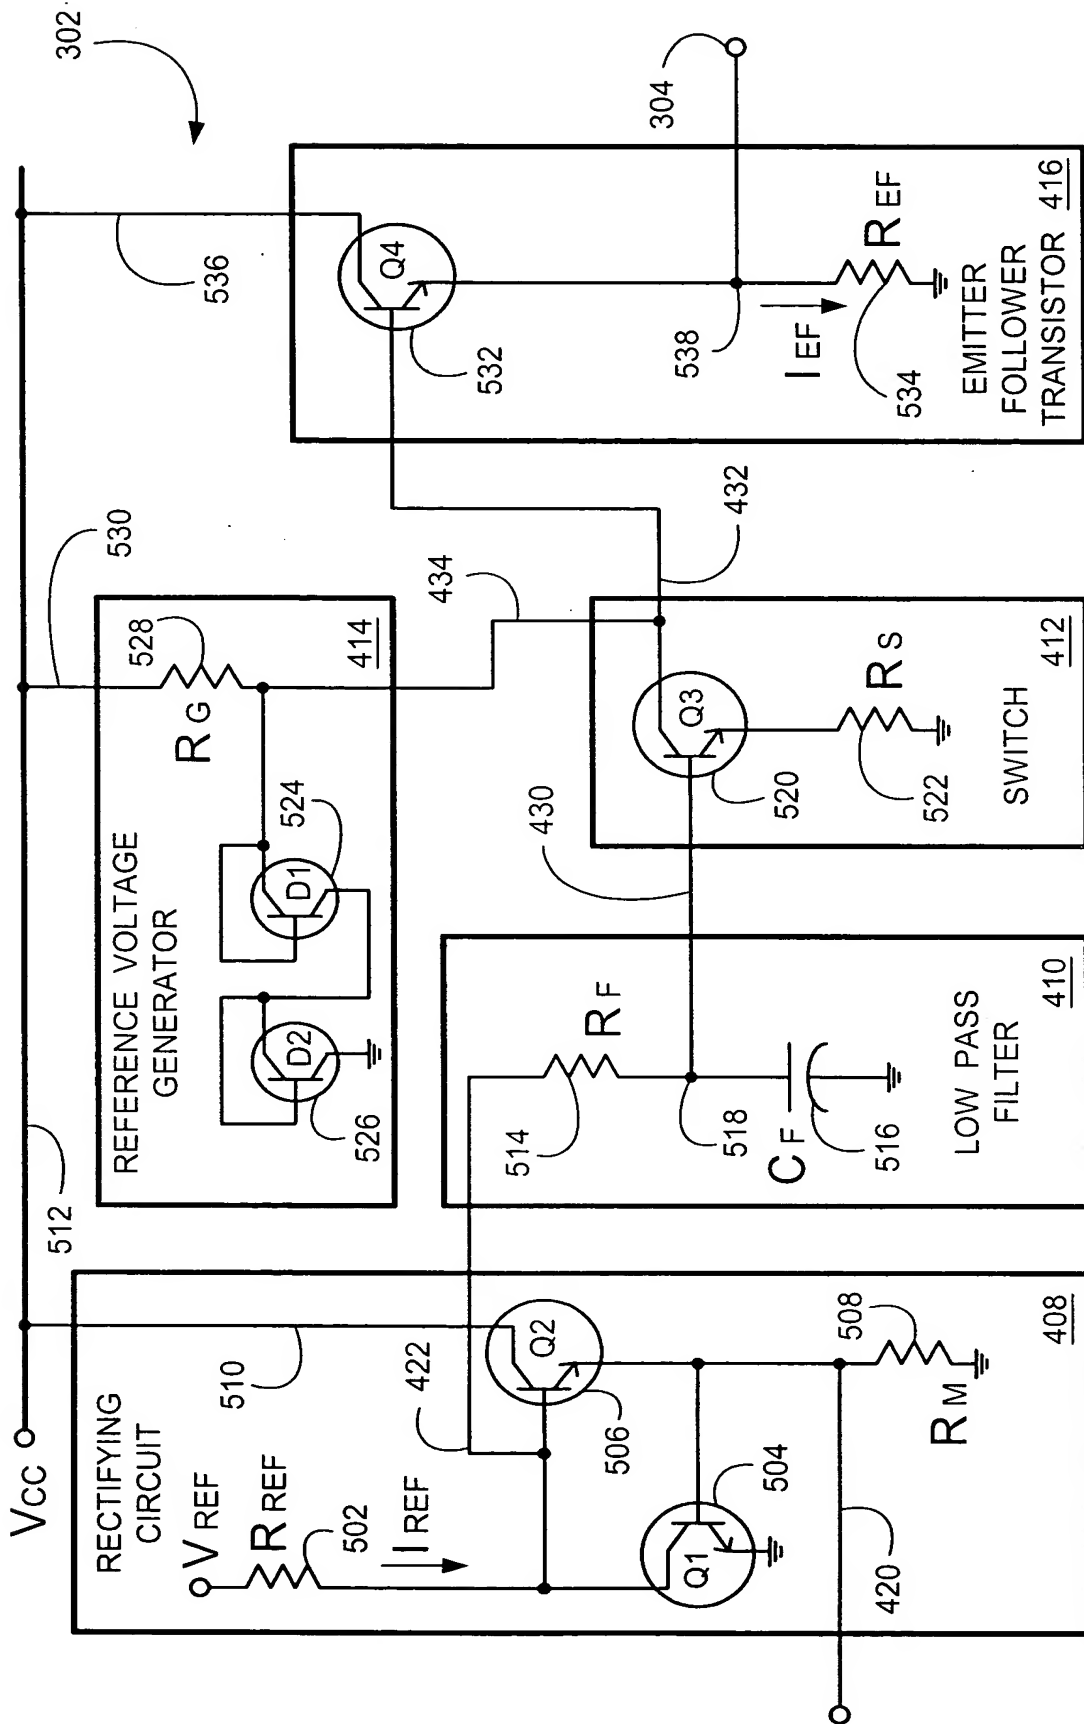 302
VCC
512
530
536
RECTIFYING
CIRCUIT
VREF
RREF
502
IREF
510
422
Q2
506
Q1
504
RM
508
408
420
REFERENCE VOLTAGE
GENERATOR
RG
528
414
D1
524
D2
526
434
432
514
RF
518
CF
516
LOW PASS
FILTER
410
430
Q3
520
RS
522
SWITCH
412
Q4
532
538
IEF
REF
534
EMITTER
FOLLOWER
TRANSISTOR
416
304